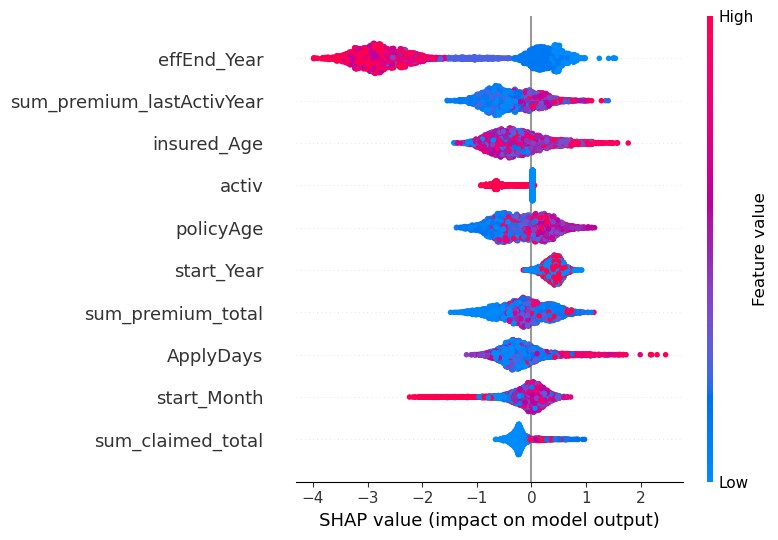 High
effEnd_Year
sum_premium_lastActivYear
insured_Age
activ
policyAge
start_Year
sum_premium_total
ApplyDays
start_Month
sum_claimed_total
Feature value
Low
−4 −3 −2 −1 0 1 2
SHAP value (impact on model output)